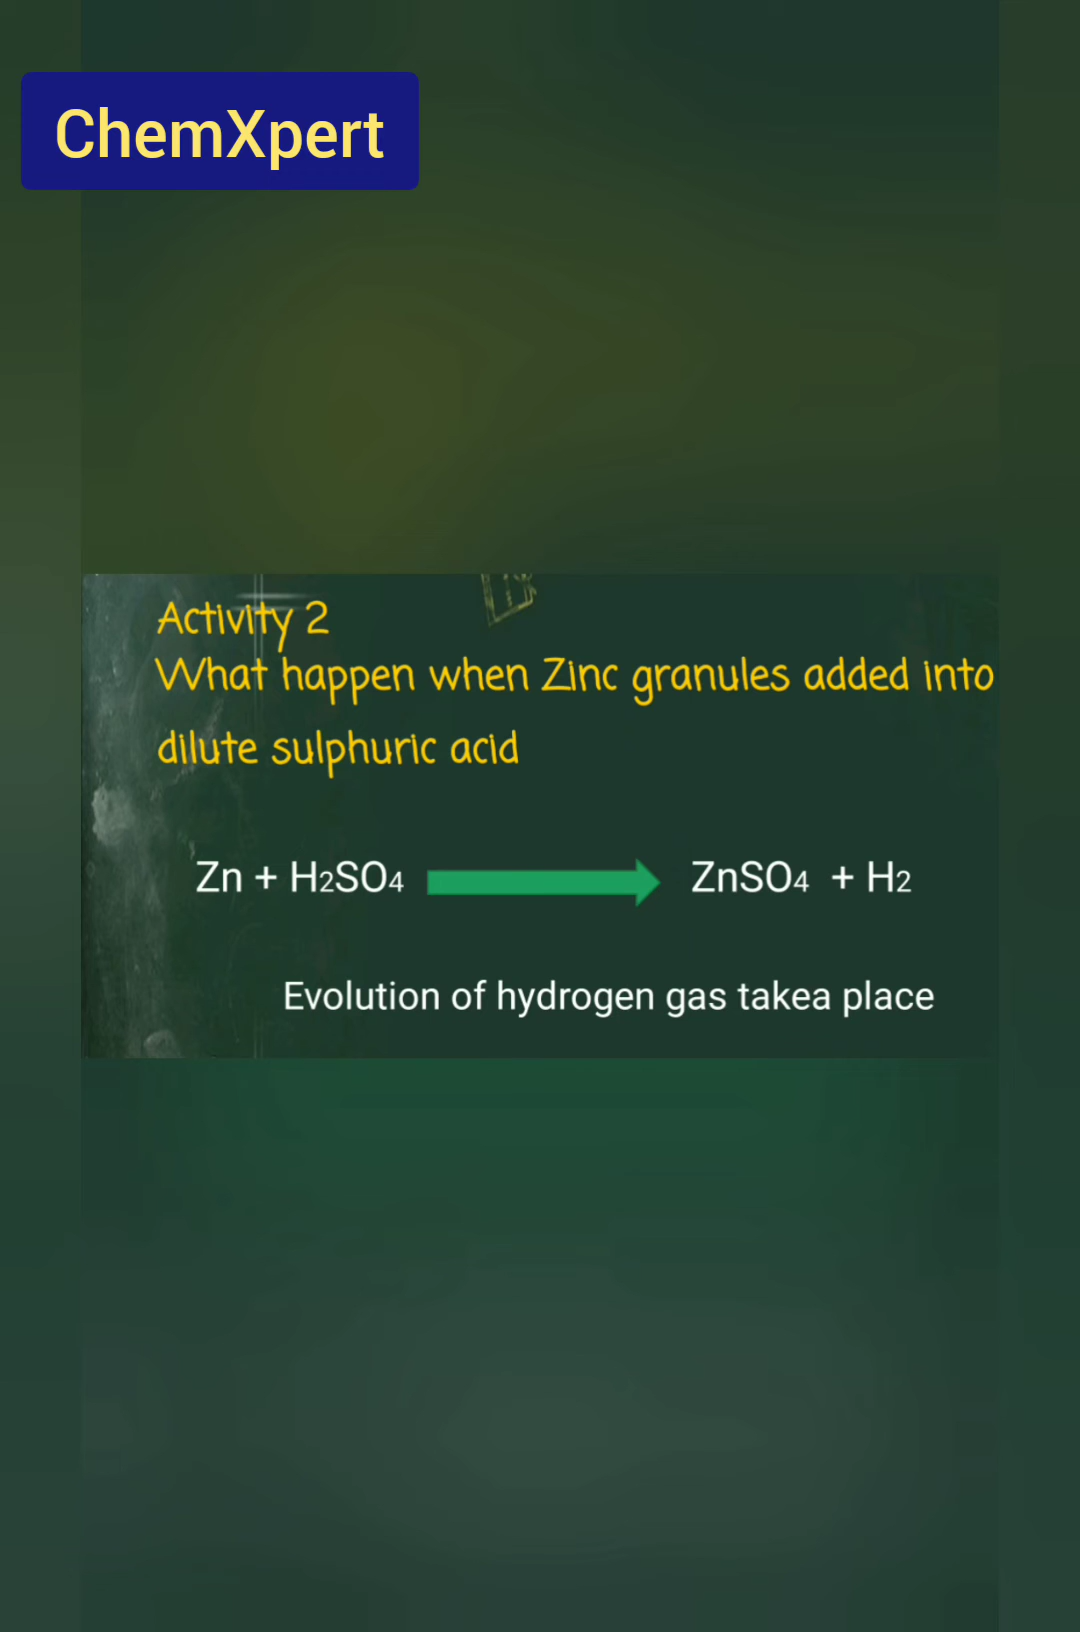 ChemXpert
Activity 2
What happen when Zinc granules added into
dilute sulphuric acid
Zn + H2SO4 ZnSO4 + H2
Evolution of hydrogen gas takea place